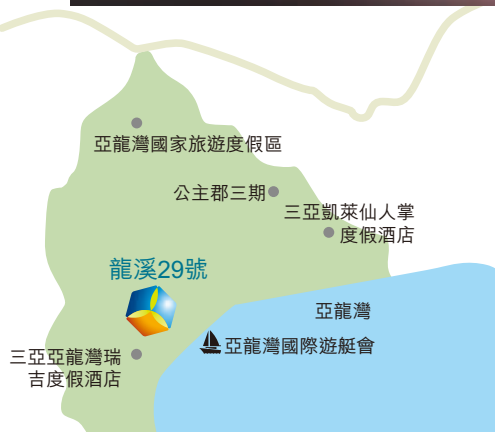 亞龍灣國家旅遊度假區
公主郡三期
三亞凱萊仙人掌
度假酒店
龍溪29號
亞龍灣
亞龍灣國際遊艇會
三亞亞龍灣瑞
吉度假酒店